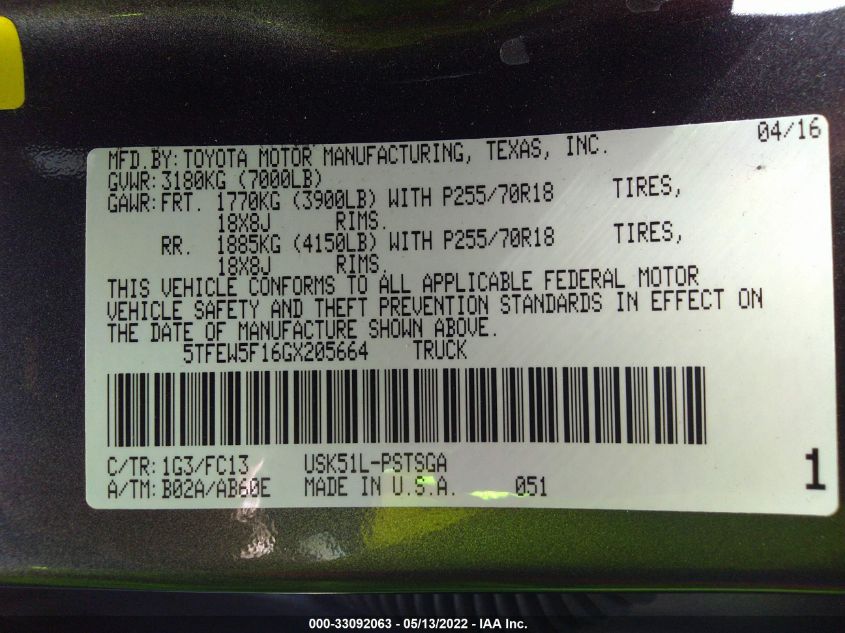 04/16
MFD.BY:TOYOTA MOTOR MANUFACTURING, TEXAS, INC.
GVWR:3180KG (7000LB)
GAWR:FRT. 1770KG (3900LB) WITH P255/70R18 TIRES,
18X8J RIMS.
RR. 1885KG (4150LB) WITH P255/70R18 TIRES,
18X8J RIMS.
THIS VEHICLE CONFORMS TO ALL APPLICABLE FEDERAL MOTOR
VEHICLE SAFETY AND THEFT PREVENTION STANDARDS IN EFFECT ON
THE DATE OF MANUFACTURE SHOWN ABOVE.
5TFEW5F16GX205664 TRUCK
C/TR:1G3/FC13 USK51L-PSTSGA
A/TM:B02A/AB60E MADE IN U.S.A. 051
1
000-33092063 - 05/13/2022 - IAA Inc.